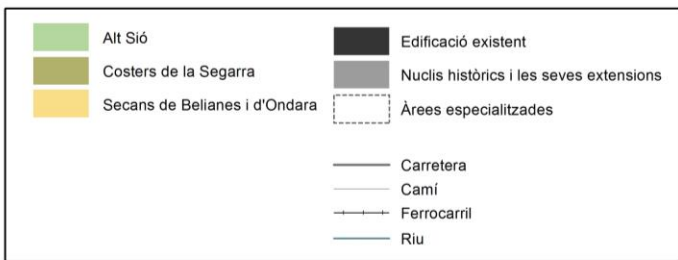 Alt Sió
Costers de la Segarra
Secans de Belianes i d'Ondara
Edificació existent
Nuclis històrics i les seves extensions
Àrees especialitzades
Carretera
Camí
Ferrocarril
Riu